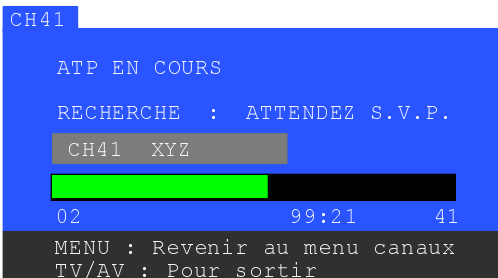 CH41
ATP EN COURS
RECHERCHE : ATTENDEZ S.V.P.
CH41 XYZ
02 99:21 41
MENU : Revenir au menu canaux
TV/AV : Pour sortir